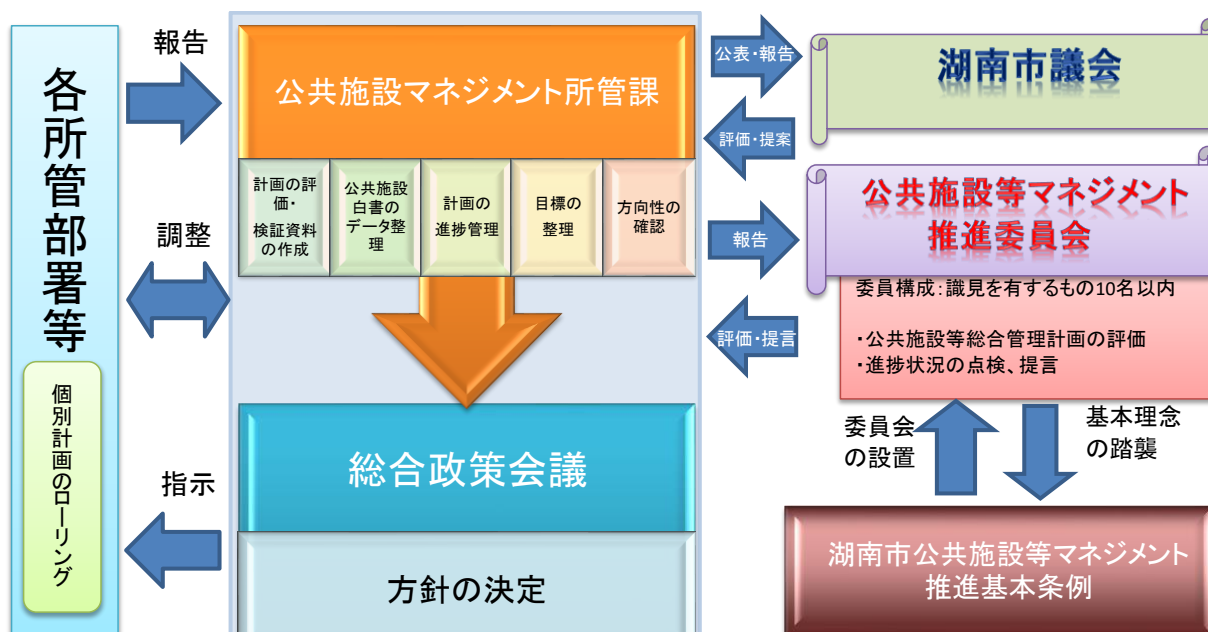 各所管部署等
個別計画のローリング
報告
調整
指示
公共施設マネジメント所管課
計画の評
価・
検証資料
の作成
公共施設
白書の
データ整
理
計画の
進捗管理
目標の
整理
方向性の
確認
総合政策会議
方針の決定
公表・報告
評価・提案
報告
評価・提言
湖南市議会
公共施設等マネジメント
推進委員会
委員構成：識見を有するもの10名以内
・公共施設等総合管理計画の評価
・進捗状況の点検、提言
委員会
の設置
基本理念
の踏襲
湖南市公共施設等マネジメント
推進基本条例